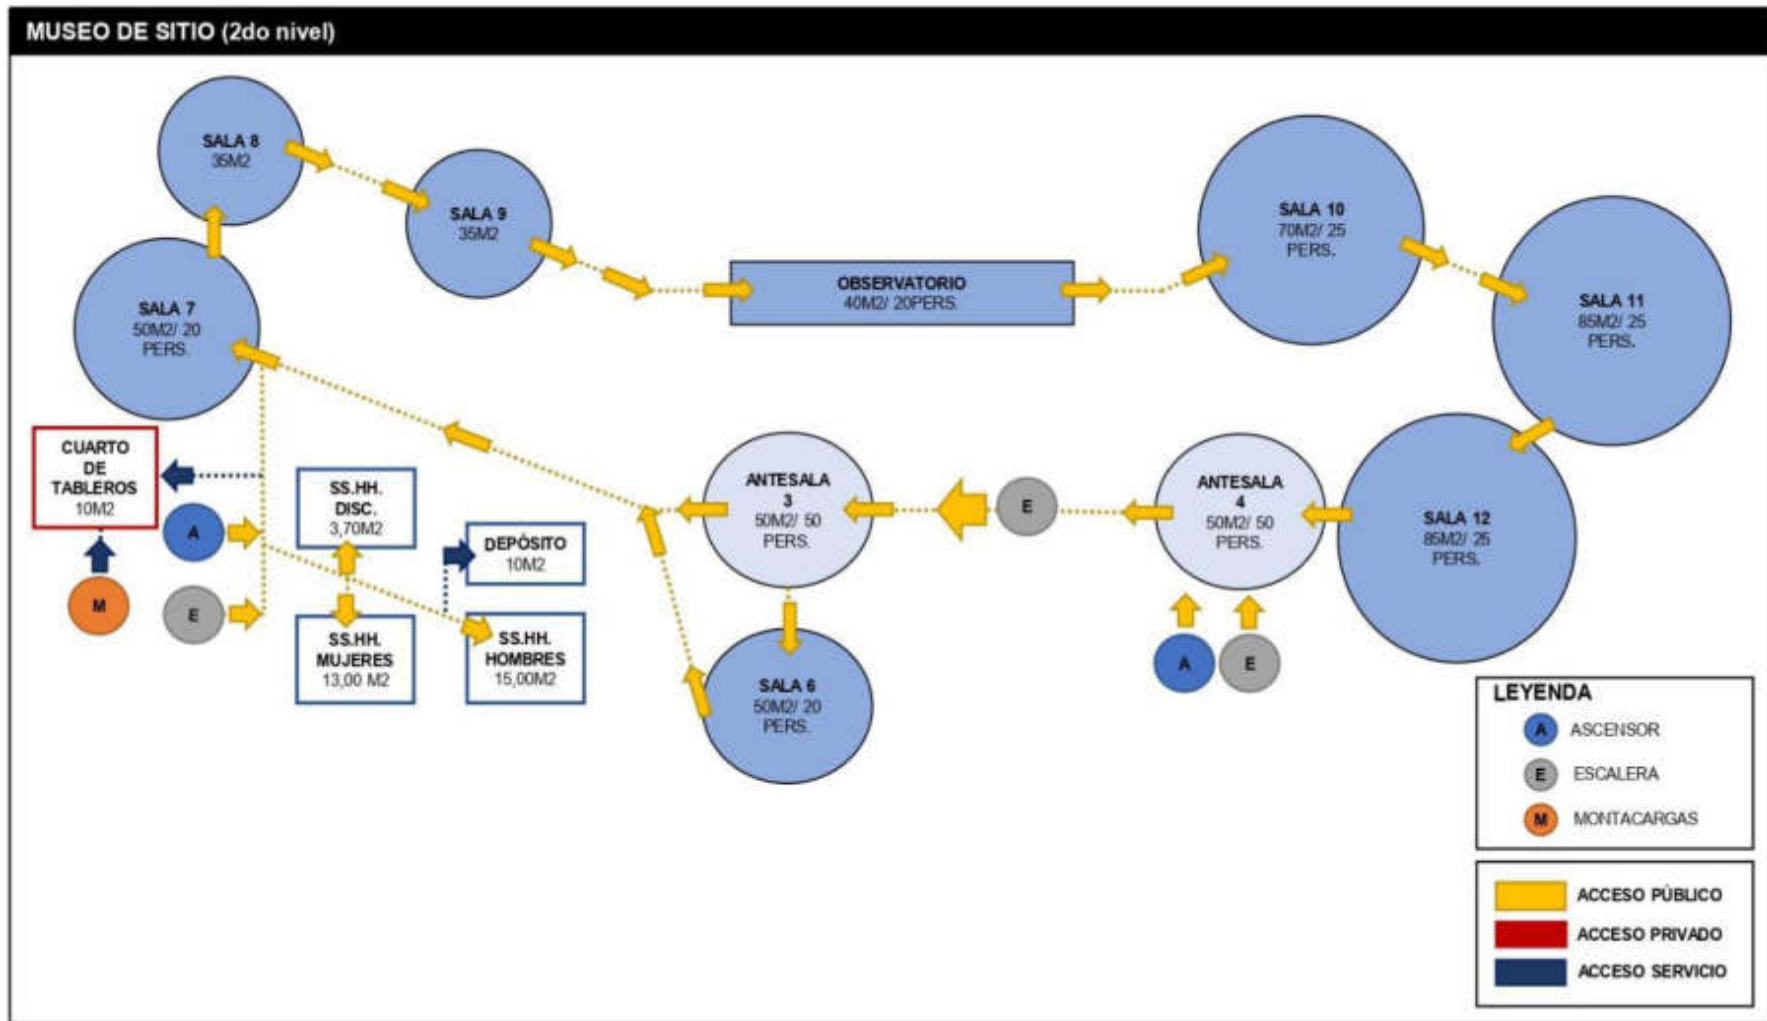 MUSEO DE SITIO (2do nivel)
SALA 8
35M2
SALA 9
35M2
SALA 10
70M2/ 25
PERS.
SALA 11
85M2/ 25
PERS.
OBSERVATORIO
40M2/ 20PERS.
SALA 7
50M2/ 20
PERS.
CUARTO
DE
TABLEROS
10M2
A
M
E
SS.HH.
DISC.
3,70M2
DEPÓSITO
10M2
SS.HH.
MUJERES
13,00 M2
SS.HH.
HOMBRES
15,00M2
ANTESALA
3
50M2/ 50
PERS.
E
ANTESALA
4
50M2/ 50
PERS.
SALA 12
85M2/ 25
PERS.
SALA 6
50M2/ 20
PERS.
A
E
LEYENDA
A ASCENSOR
E ESCALERA
M MONTACARGAS
ACCESO PÚBLICO
ACCESO PRIVADO
ACCESO SERVICIO